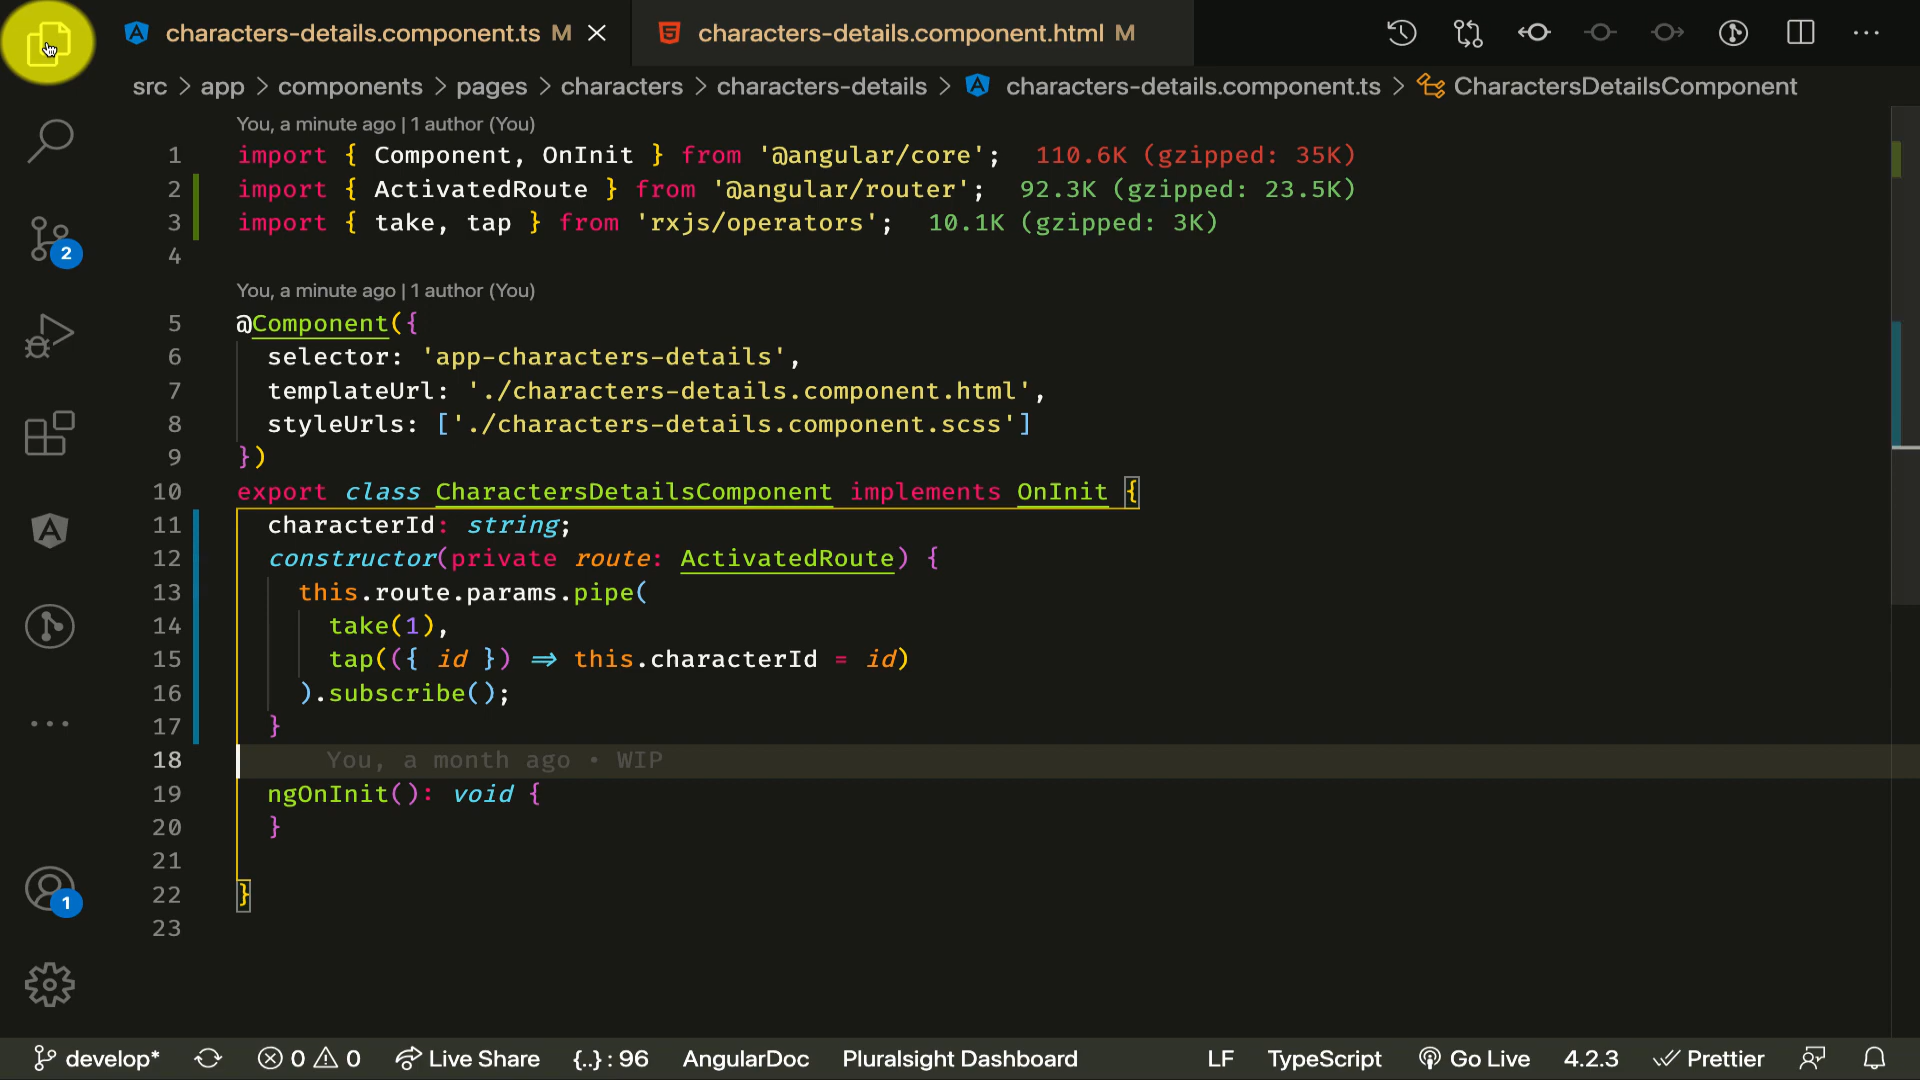 characters-details.component.ts M
characters-details.component.html M
src > app > components > pages > characters > characters-details > characters-details.component.ts > CharactersDetailsComponent
You, a minute ago | 1 author (You)
1 import { Component, OnInit } from '@angular/core'; 110.6K (gzipped: 35K)
2 import { ActivatedRoute } from '@angular/router'; 92.3K (gzipped: 23.5K)
3 import { take, tap } from 'rxjs/operators'; 10.1K (gzipped: 3K)
4
You, a minute ago | 1 author (You)
5 @Component({
6 selector: 'app-characters-details',
7 templateUrl: './characters-details.component.html',
8 styleUrls: ['./characters-details.component.scss']
9 })
10 export class CharactersDetailsComponent implements OnInit {
11 characterId: string;
12 constructor(private route: ActivatedRoute) {
13 this.route.params.pipe(
14 take(1),
15 tap(({ id }) => this.characterId = id)
16 ).subscribe();
17 }
18 You, a month ago • WIP
19 ngOnInit(): void {
20 }
21
22 }
23
2
1
develop* 0 0 Live Share {..} : 96 AngularDoc Pluralsight Dashboard LF TypeScript Go Live 4.2.3 Prettier